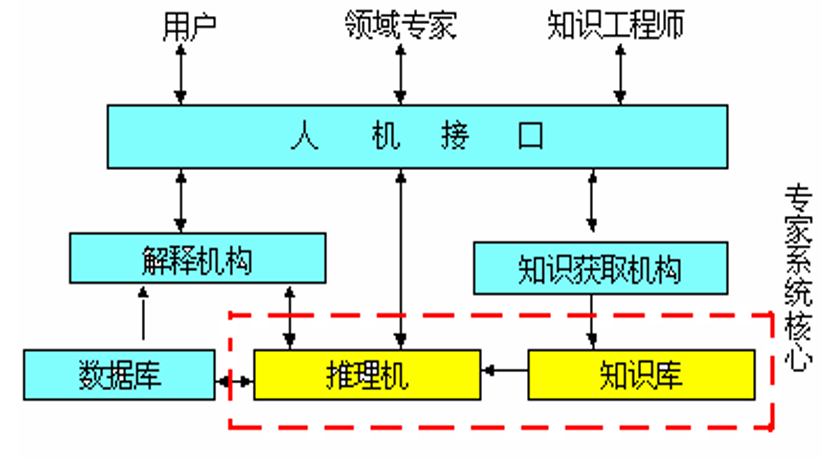 用户
领域专家
知识工程师
人 机 接 口
解释机构
知识获取机构
数据库
推理机
知识库
专家系统核心